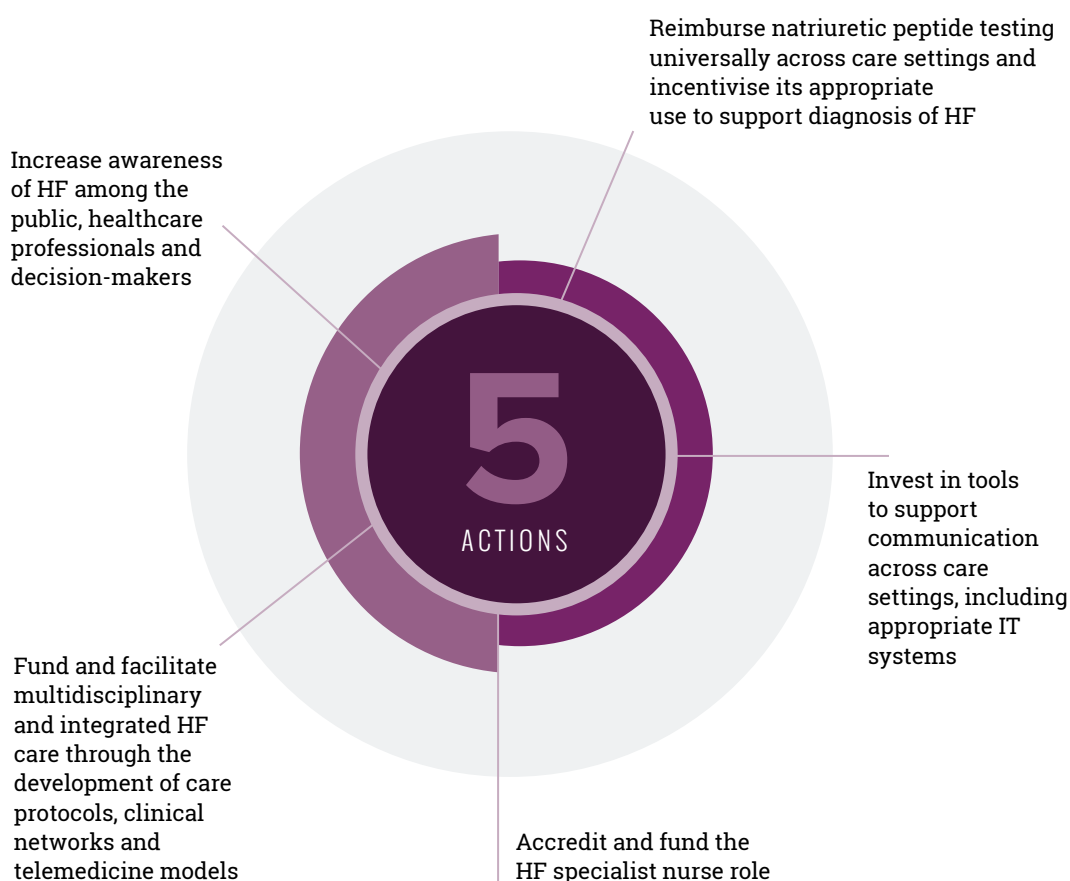 Reimburse natriuretic peptide testing
universally across care settings and
incentivise its appropriate
use to support diagnosis of HF
Increase awareness
of HF among the
public, healthcare
professionals and
decision-makers
5
ACTIONS
Invest in tools
to support
communication
across care
settings, including
appropriate IT
systems
Fund and facilitate
multidisciplinary
and integrated HF
care through the
development of care
protocols, clinical
networks and
telemedicine models
Accredit and fund the
HF specialist nurse role